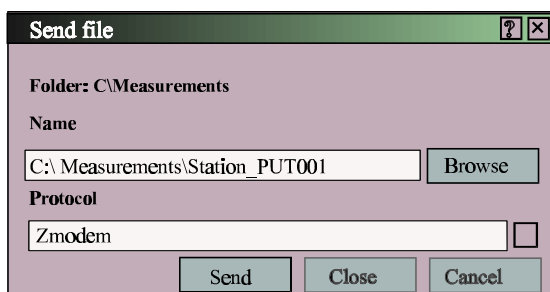 Send file ? ×
Folder: C\Measurements
Name
C:\ Measurements\Station_PUT001 Browse
Protocol
Zmodem
Send Close Cancel